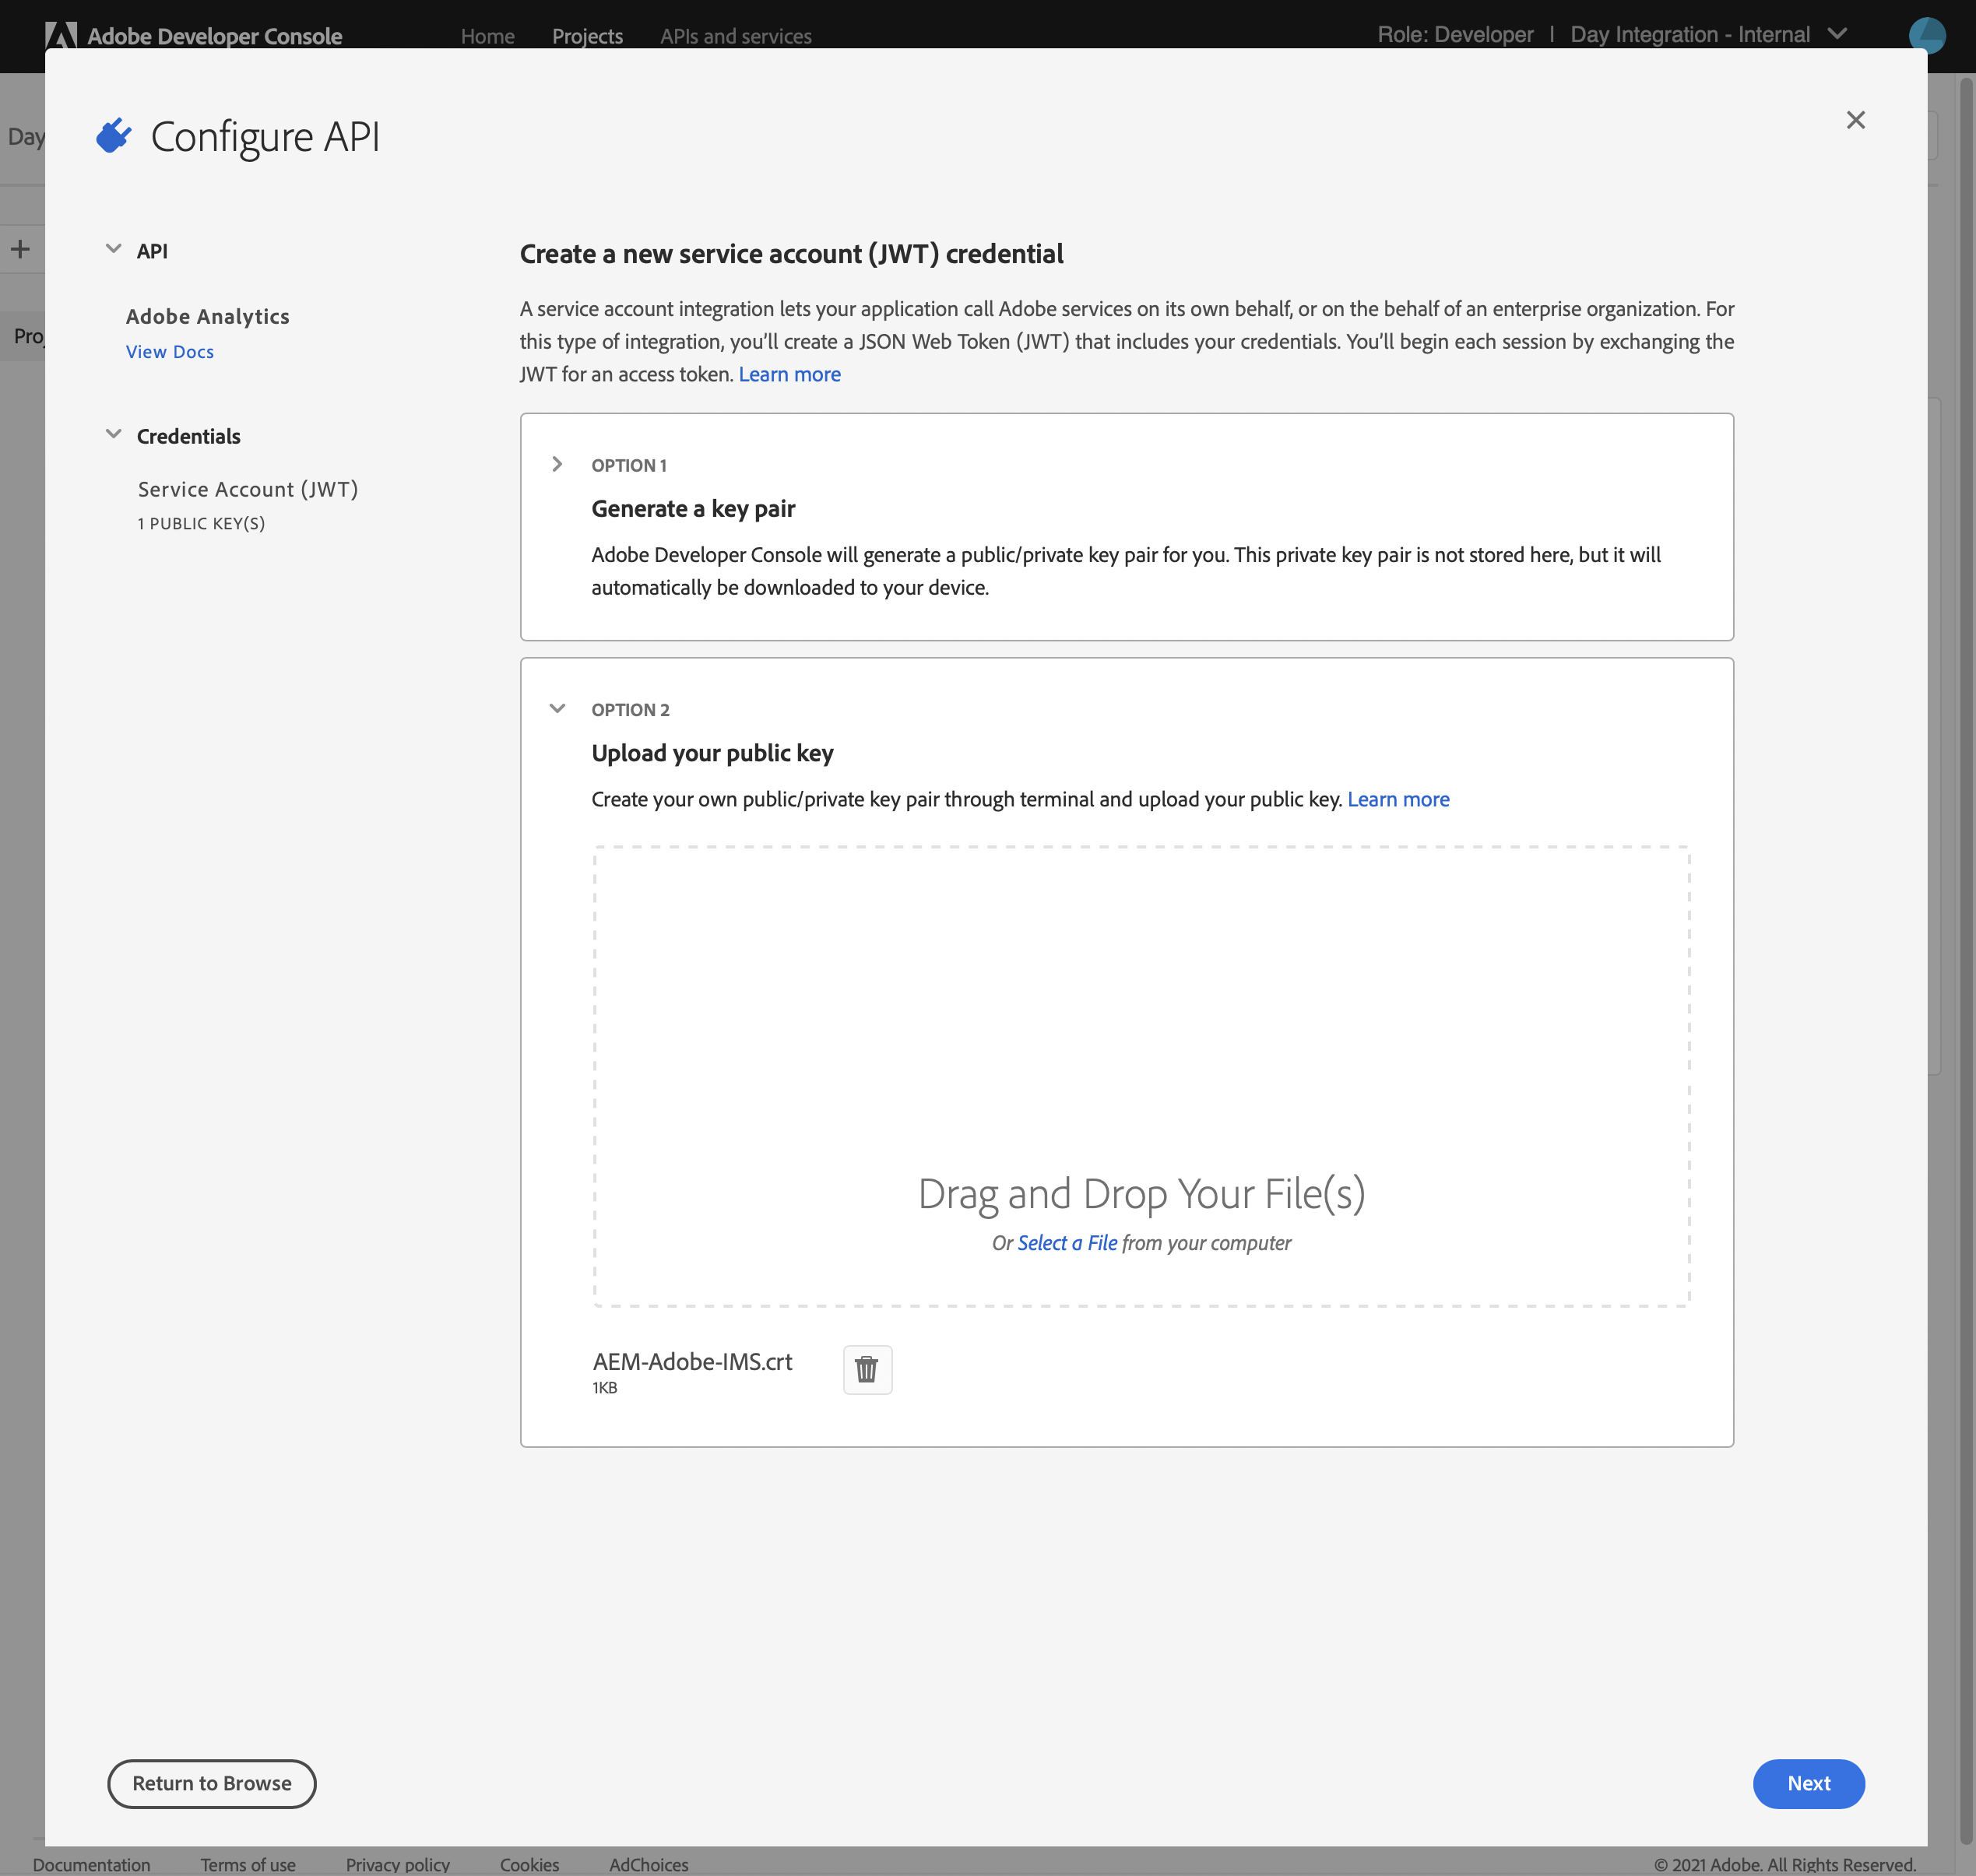 Adobe Developer Console
Home
Projects
APIs and services
Role: Developer | Day Integration - Internal
Day
Configure API
Proj
API
Adobe Analytics
View Docs
Credentials
Service Account (JWT)
1 PUBLIC KEY(S)
Create a new service account (JWT) credential
A service account integration lets your application call Adobe services on its own behalf, or on the behalf of an enterprise organization. For
this type of integration, you’ll create a JSON Web Token (JWT) that includes your credentials. You’ll begin each session by exchanging the
JWT for an access token. Learn more
OPTION 1
Generate a key pair
Adobe Developer Console will generate a public/private key pair for you. This private key pair is not stored here, but it will
automatically be downloaded to your device.
OPTION 2
Upload your public key
Create your own public/private key pair through terminal and upload your public key. Learn more
Drag and Drop Your File(s)
Or Select a File from your computer
AEM-Adobe-IMS.crt
1KB
Return to Browse
Next
Documentation
Terms of use
Privacy policy
Cookies
AdChoices
© 2021 Adobe. All Rights Reserved.